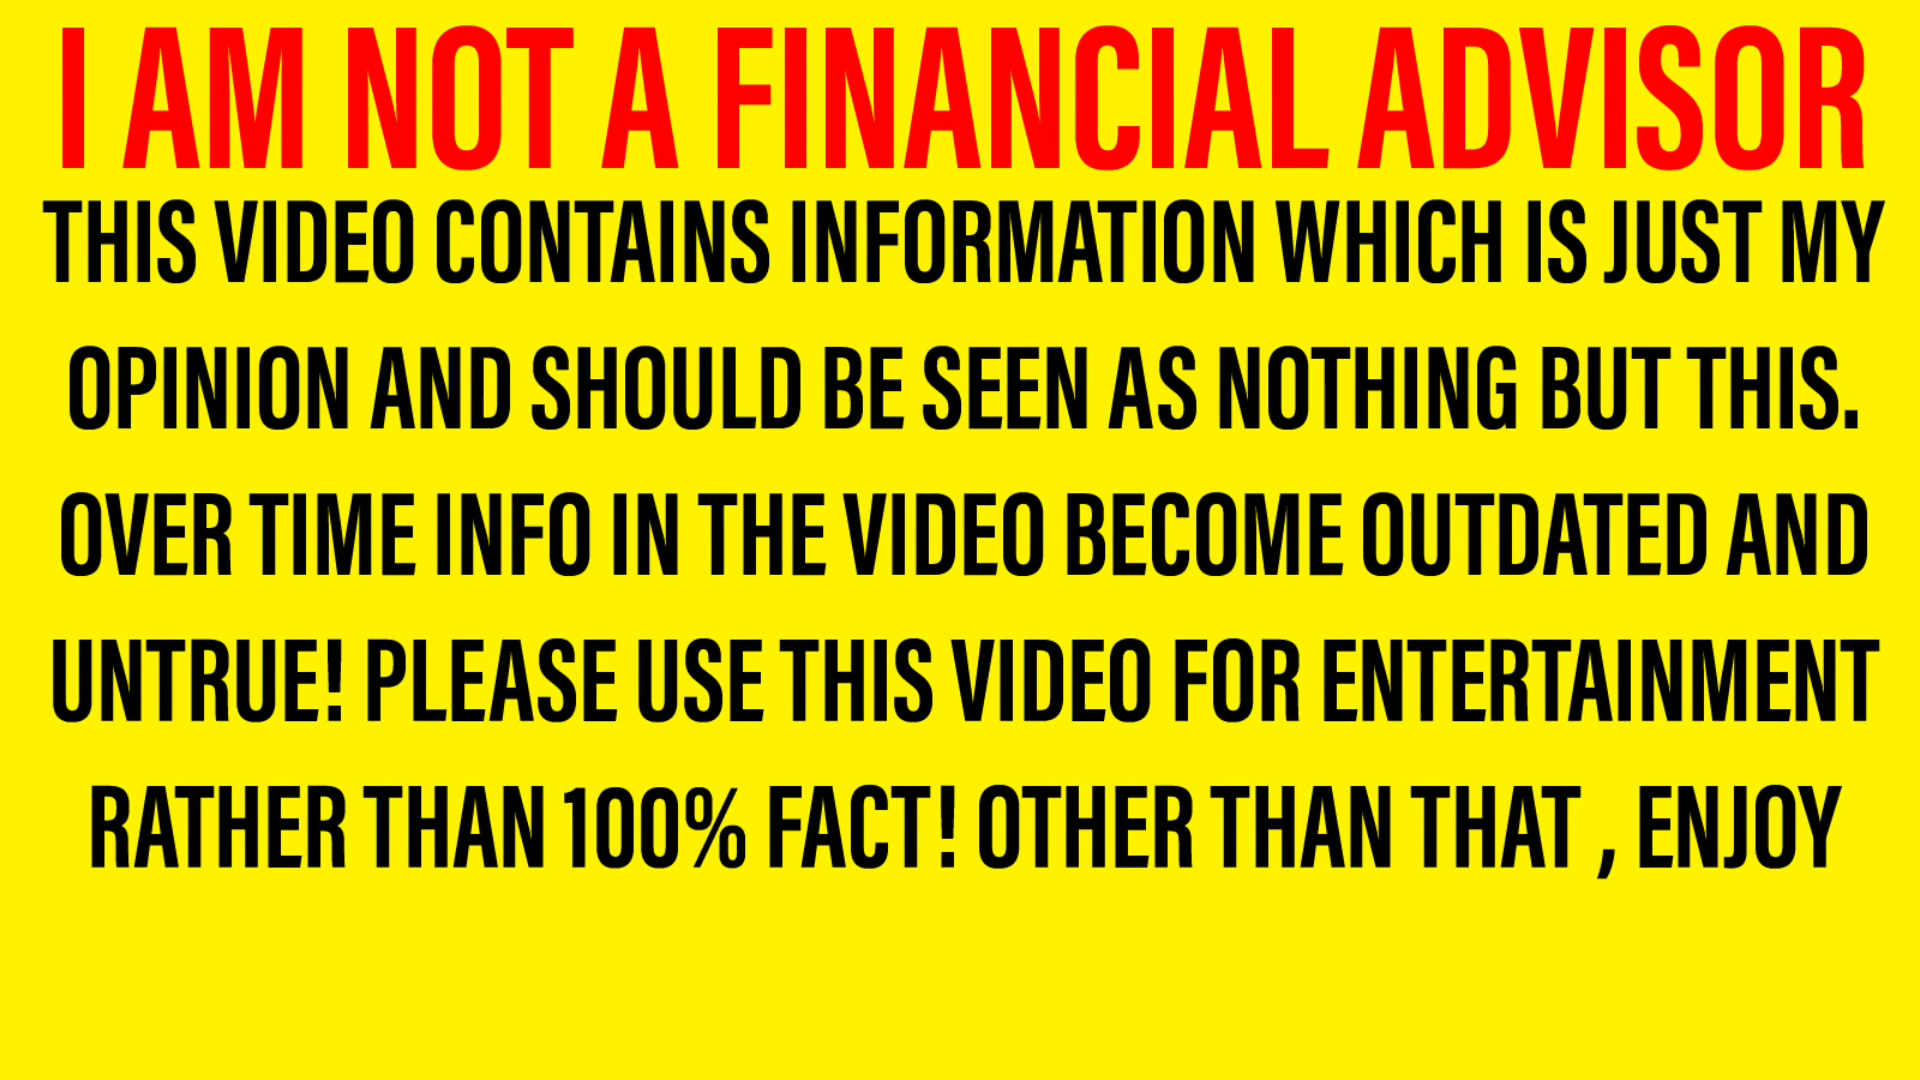 I AM NOT A FINANCIAL ADVISOR
THIS VIDEO CONTAINS INFORMATION WHICH IS JUST MY
OPINION AND SHOULD BE SEEN AS NOTHING BUT THIS.
OVER TIME INFO IN THE VIDEO BECOME OUTDATED AND
UNTRUE! PLEASE USE THIS VIDEO FOR ENTERTAINMENT
RATHER THAN 100% FACT! OTHER THAN THAT , ENJOY